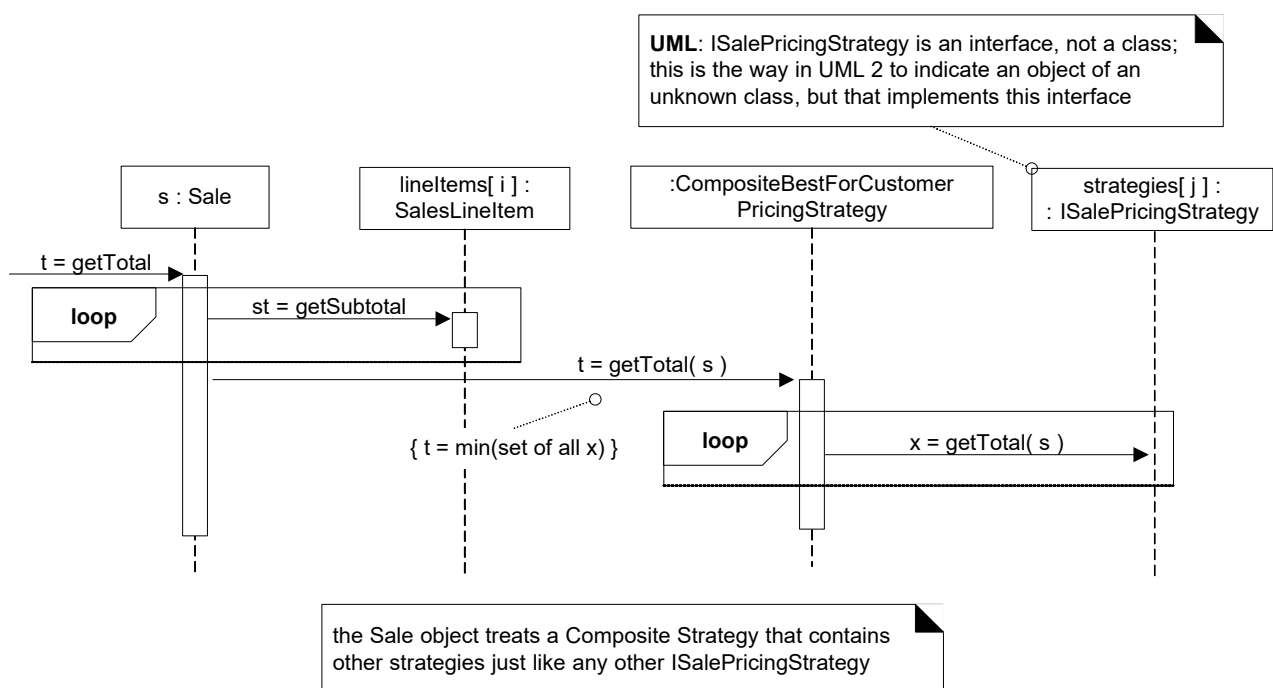 UML: ISalePricingStrategy is an interface, not a class;
this is the way in UML 2 to indicate an object of an
unknown class, but that implements this interface
s : Sale
lineItems[ i ] :
SalesLineItem
:CompositeBestForCustomer
PricingStrategy
strategies[ j ] :
: ISalePricingStrategy
t = getTotal
loop
st = getSubtotal
t = getTotal( s )
{ t = min(set of all x) }
loop
x = getTotal( s )
the Sale object treats a Composite Strategy that contains
other strategies just like any other ISalePricingStrategy